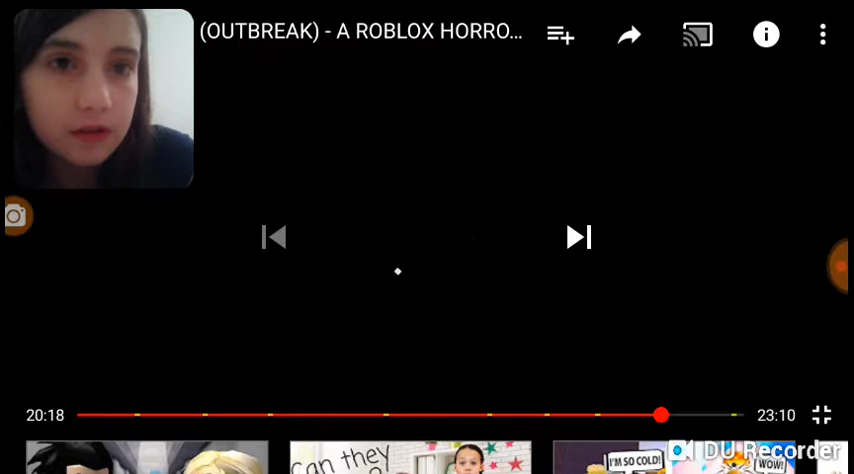 (OUTBREAK) - A ROBLOX HORRO...
20:18
23:10
can they
I'M SO COLD!
WOW!
DU Recorder